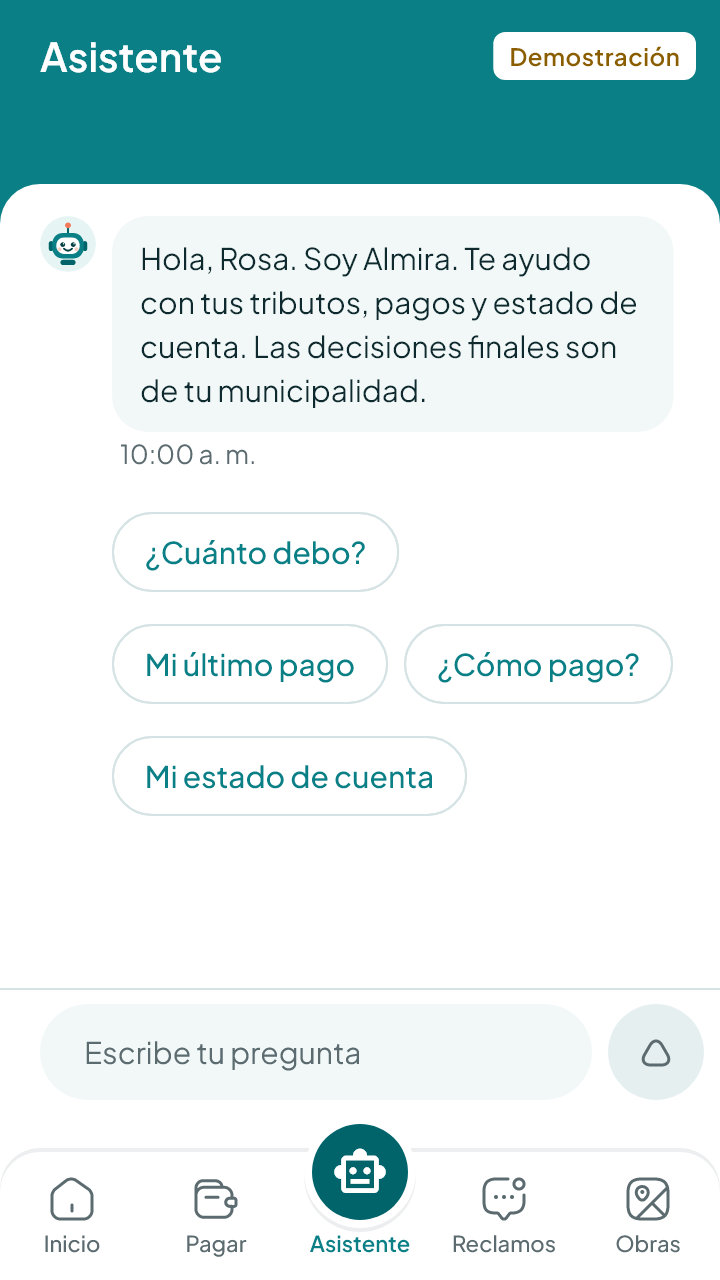 Asistente
Demostración
Hola, Rosa. Soy Almira. Te ayudo
con tus tributos, pagos y estado de
cuenta. Las decisiones finales son
de tu municipalidad.
10:00 a. m.
¿Cuánto debo?
Mi último pago
¿Cómo pago?
Mi estado de cuenta
Escribe tu pregunta
Inicio
Pagar
Asistente
Reclamos
Obras